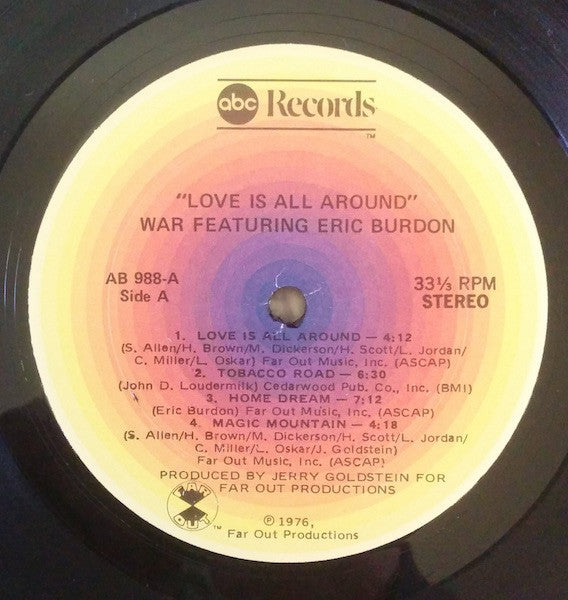 abc Records
TM
"LOVE IS ALL AROUND"
WAR FEATURING ERIC BURDON
AB 988-A
Side A
33⅓ RPM
STEREO
1. LOVE IS ALL AROUND — 4:12
(S. Allen/H. Brown/M. Dickerson/H. Scott/L. Jordan/
C. Miller/L. Oskar) Far Out Music, Inc. (ASCAP)
2. TOBACCO ROAD — 6:30
(John D. Loudermilk) Cedarwood Pub. Co., Inc. (BMI)
3. HOME DREAM — 7:12
(Eric Burdon) Far Out Music, Inc. (ASCAP)
4. MAGIC MOUNTAIN — 4:18
(S. Allen/H. Brown/M. Dickerson/H. Scott/L. Jordan/
C. Miller/L. Oskar/J. Goldstein)
Far Out Music, Inc. (ASCAP)
PRODUCED BY JERRY GOLDSTEIN FOR
FAR OUT PRODUCTIONS
FAR
OUT
TM
℗ 1976,
Far Out Productions